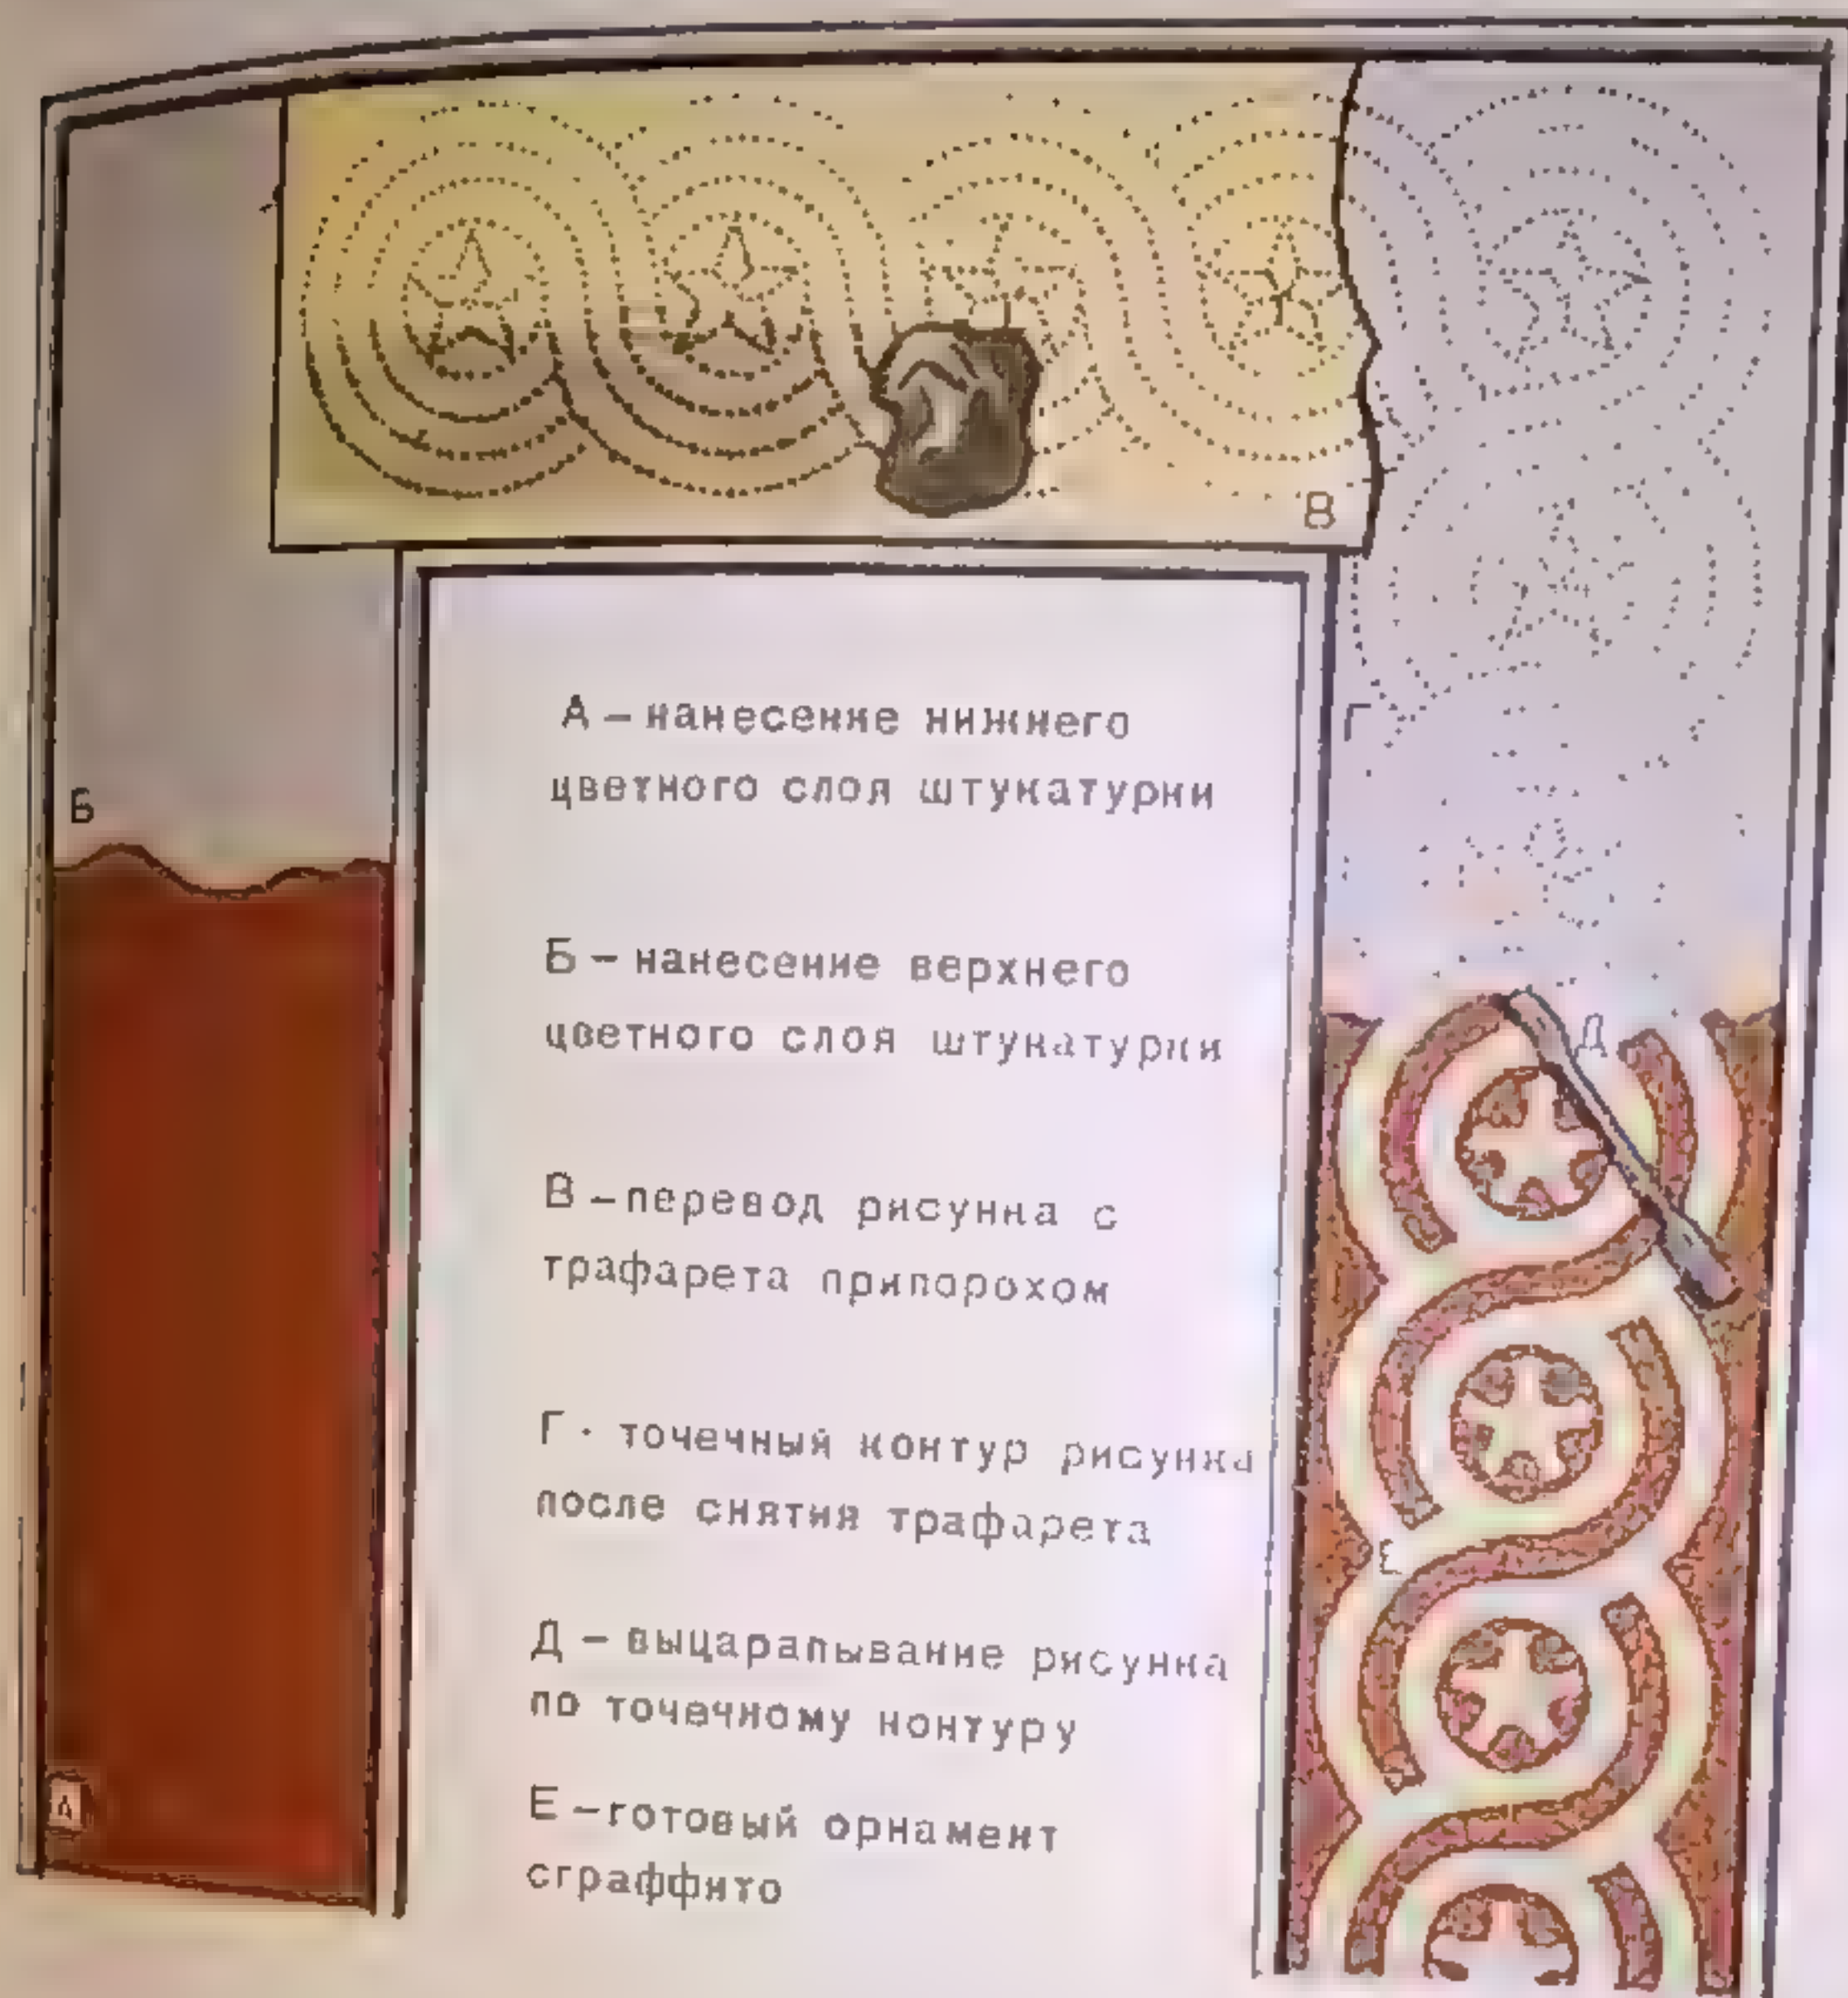 В
Г
Б
Д
Е
А
А – нанесение нижнего
цветного слоя штукатурки
Б – нанесение верхнего
цветного слоя штукатурки
В – перевод рисунка с
трафарета припорохом
Г · точечный контур рисунка
после снятия трафарета
Д – выцарапывание рисунка
по точечному контуру
Е – готовый орнамент
сграффито